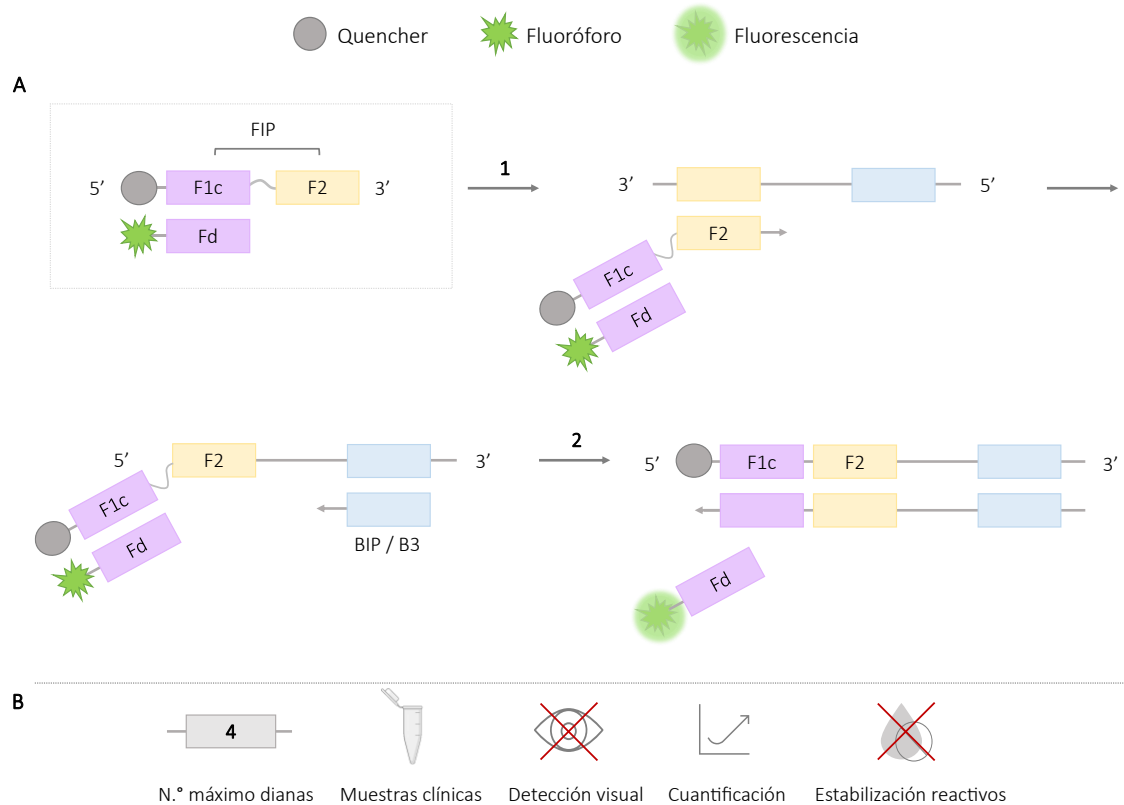 Quencher
Fluoróforo
Fluorescencia
A
FIP
5’ F1c F2 3’
Fd
1
3’ 5’
F2
F1c
Fd
5’ F2 3’
F1c
Fd
BIP / B3
2
5’ F1c F2 3’
Fd
B
4
N.° máximo dianas
Muestras clínicas
Detección visual
Cuantificación
Estabilización reactivos